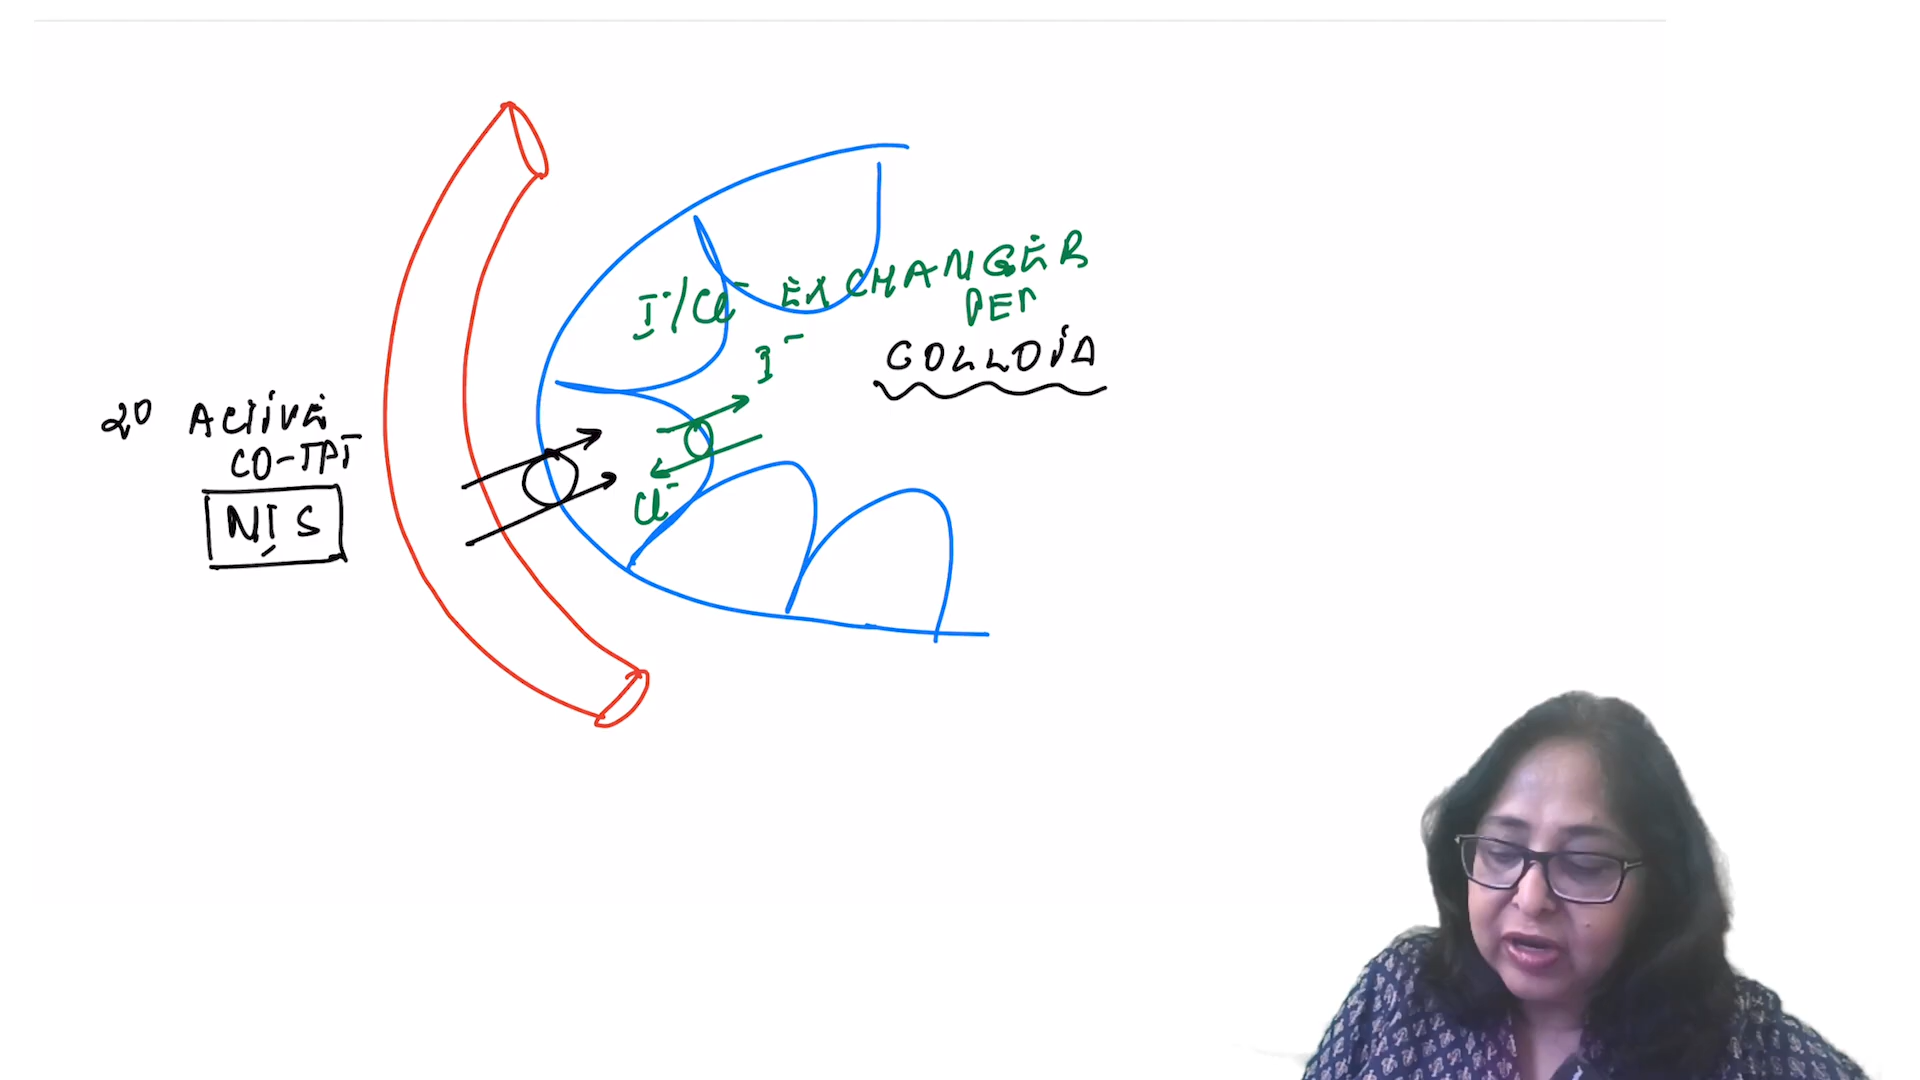 I⁻/Cl⁻ EXCHANGER
PEN
I⁻
COLLOID
2⁰ ACTIVE
CO-TPT
NIS
Cl⁻